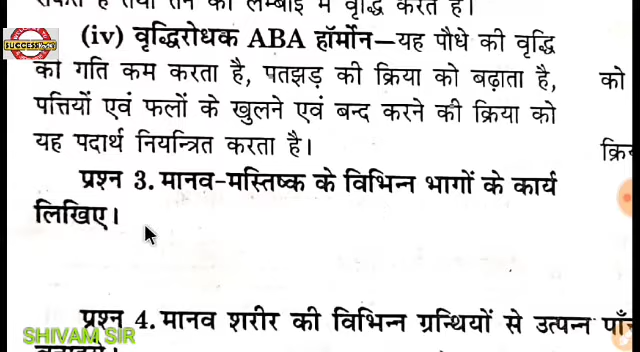 SUCCESS
(iv) वृद्धिरोधक ABA हॉर्मोन—यह पौधे की वृद्धि
की गति कम करता है, पतझड़ की क्रिया को बढ़ाता है, को
पत्तियों एवं फलों के खुलने एवं बन्द करने की क्रिया को
यह पदार्थ नियन्त्रित करता है।
प्रश्न 3. मानव-मस्तिष्क के विभिन्न भागों के कार्य
लिखिए।
प्रश्न 4. मानव शरीर की विभिन्न ग्रन्थियों से उत्पन्न
SHIVAM SIR